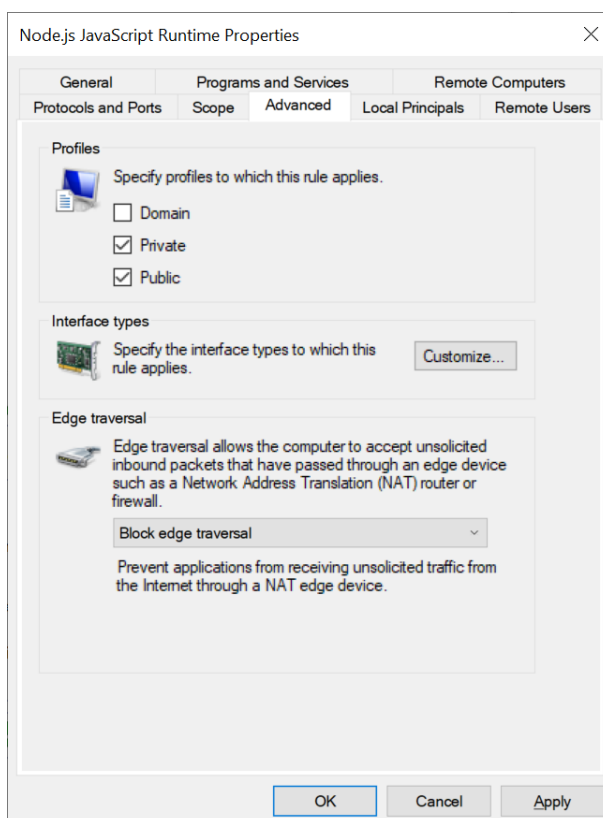 Node.js JavaScript Runtime Properties
General
Programs and Services
Remote Computers
Protocols and Ports
Scope
Advanced
Local Principals
Remote Users
Profiles
Specify profiles to which this rule applies.
Domain
Private
Public
Interface types
Specify the interface types to which this
rule applies.
Customize...
Edge traversal
Edge traversal allows the computer to accept unsolicited
inbound packets that have passed through an edge device
such as a Network Address Translation (NAT) router or
firewall.
Block edge traversal
Prevent applications from receiving unsolicited traffic from
the Internet through a NAT edge device.
OK
Cancel
Apply